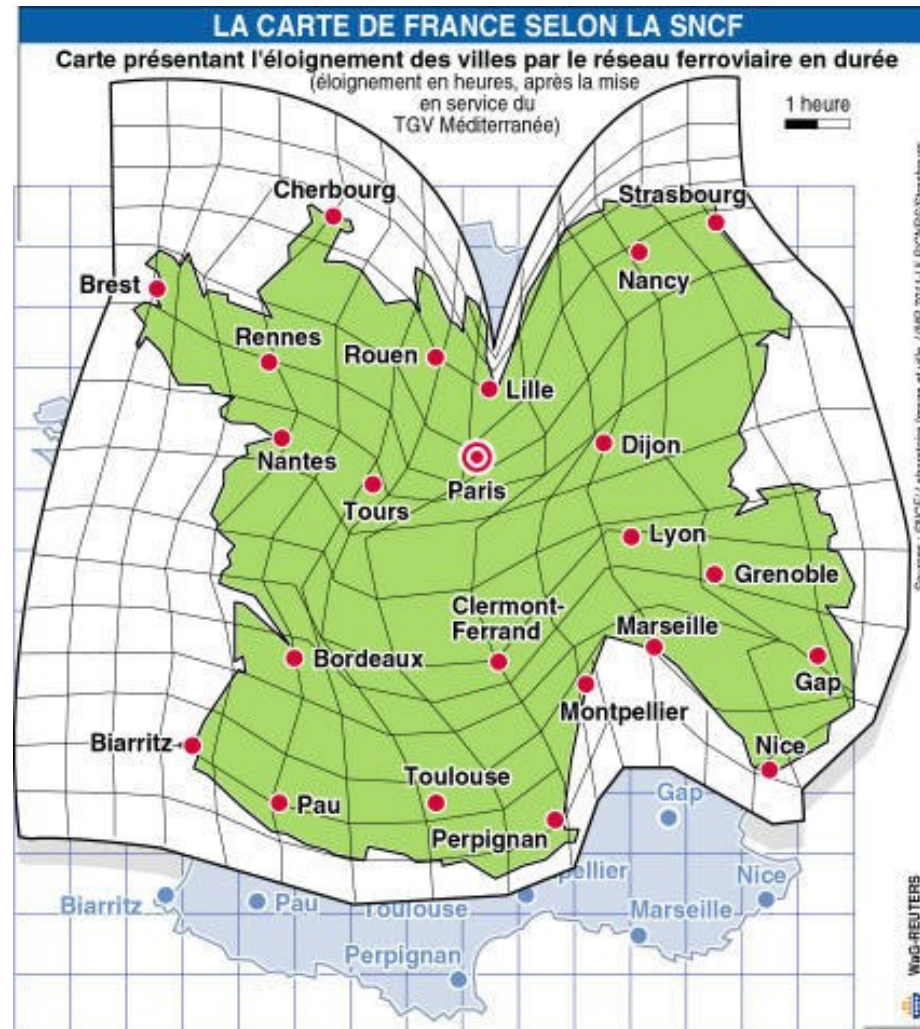 LA CARTE DE FRANCE SELON LA SNCF
Carte présentant l'éloignement des villes par le réseau ferroviaire en durée
(éloignement en heures, après la mise
en service du
TGV Méditerranée)
1 heure
Cherbourg
Strasbourg
Brest
Nancy
Rennes
Rouen
Lille
Nantes
Dijon
Tours
Paris
Lyon
Grenoble
Clermont-
Ferrand
Marseille
Bordeaux
Gap
Montpellier
Biarritz
Nice
Toulouse
Pau
Perpignan
Gap
Biarritz
Pau
Toulouse
pellier
Nice
Marseille
Perpignan
WaG-REUTERS